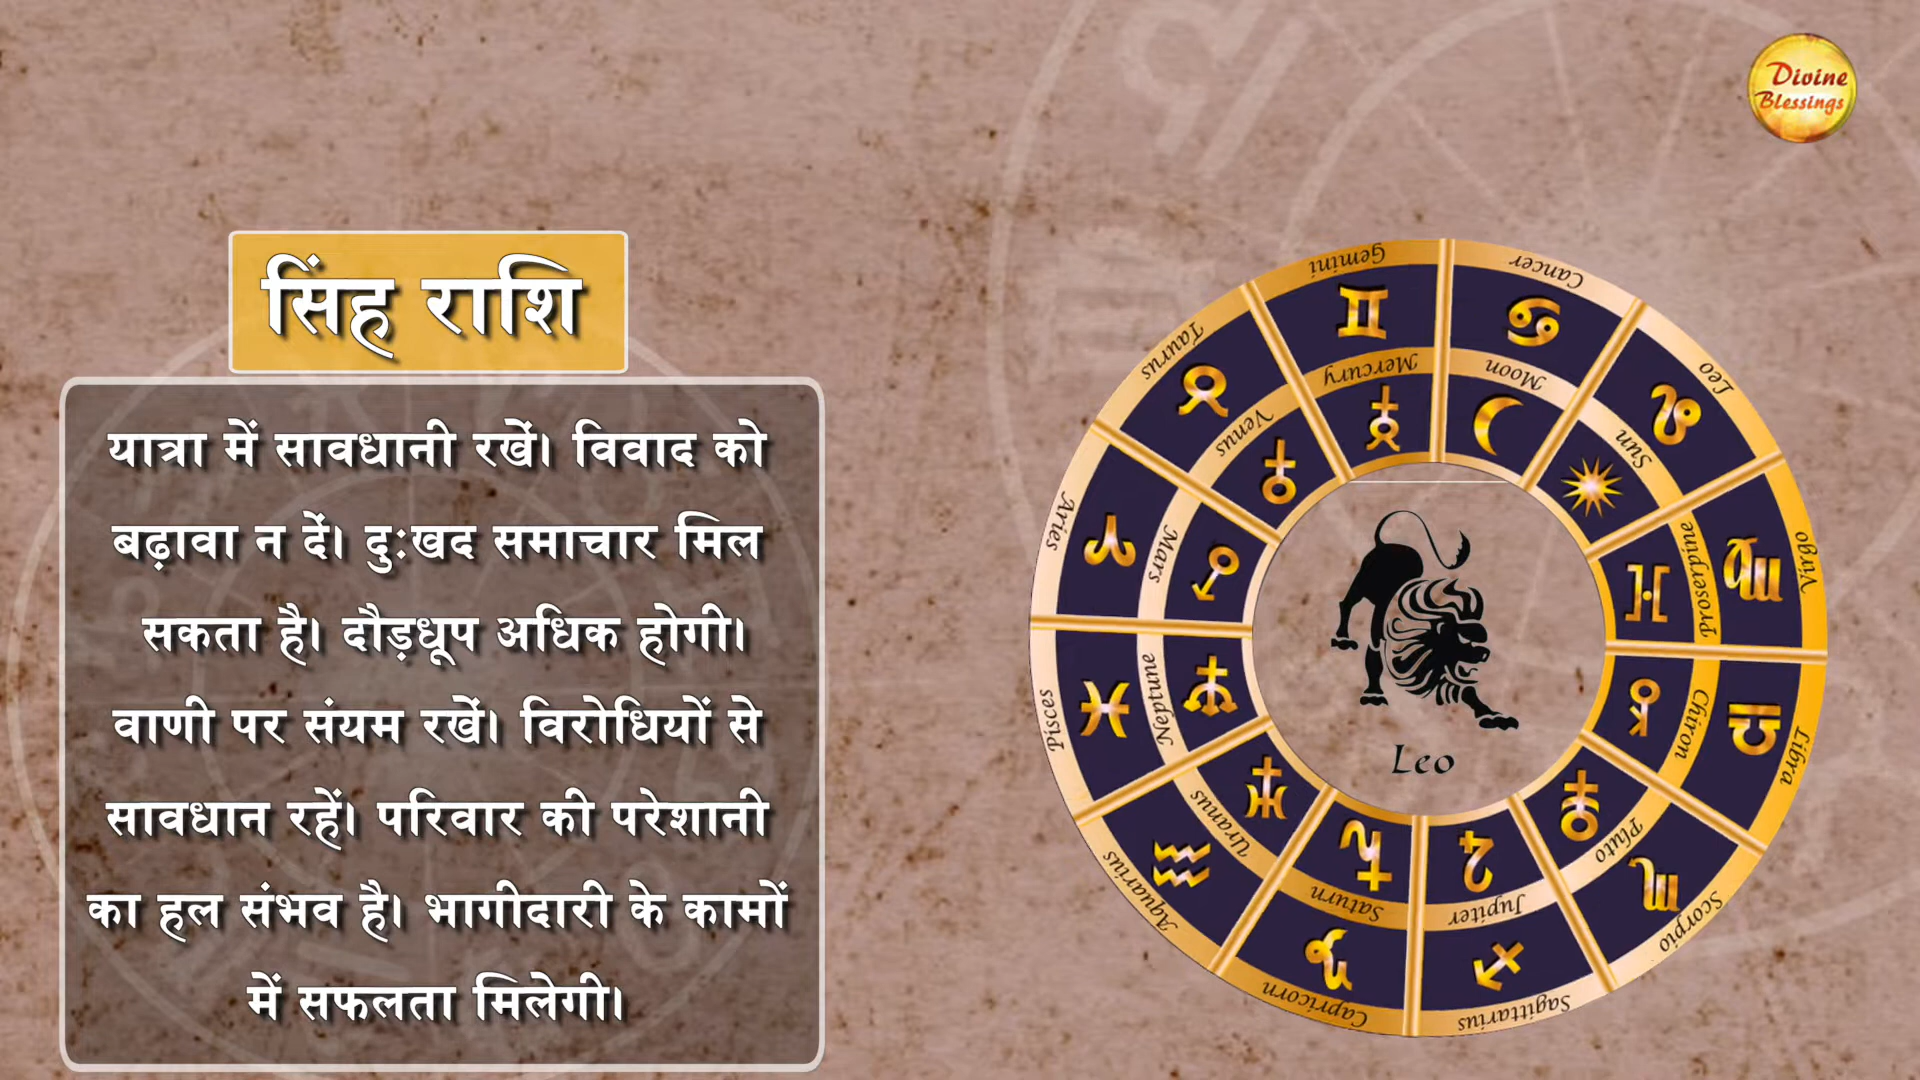 Divine
Blessings
सिंह राशि
यात्रा में सावधानी रखें। विवाद को
बढ़ावा न दें। दुःखद समाचार मिल
सकता है। दौड़धूप अधिक होगी।
वाणी पर संयम रखें। विरोधियों से
सावधान रहें। परिवार की परेशानी
का हल संभव है। भागीदारी के कामों
में सफलता मिलेगी।
Gemini
Cancer
Leo
Virgo
Libra
Scorpio
Sagittarius
Capricorn
Aquarius
Pisces
Aries
Taurus
Mercury
Moon
Sun
Proserpine
Chiron
Pluto
Jupiter
Saturn
Uranus
Neptune
Mars
Venus
Leo